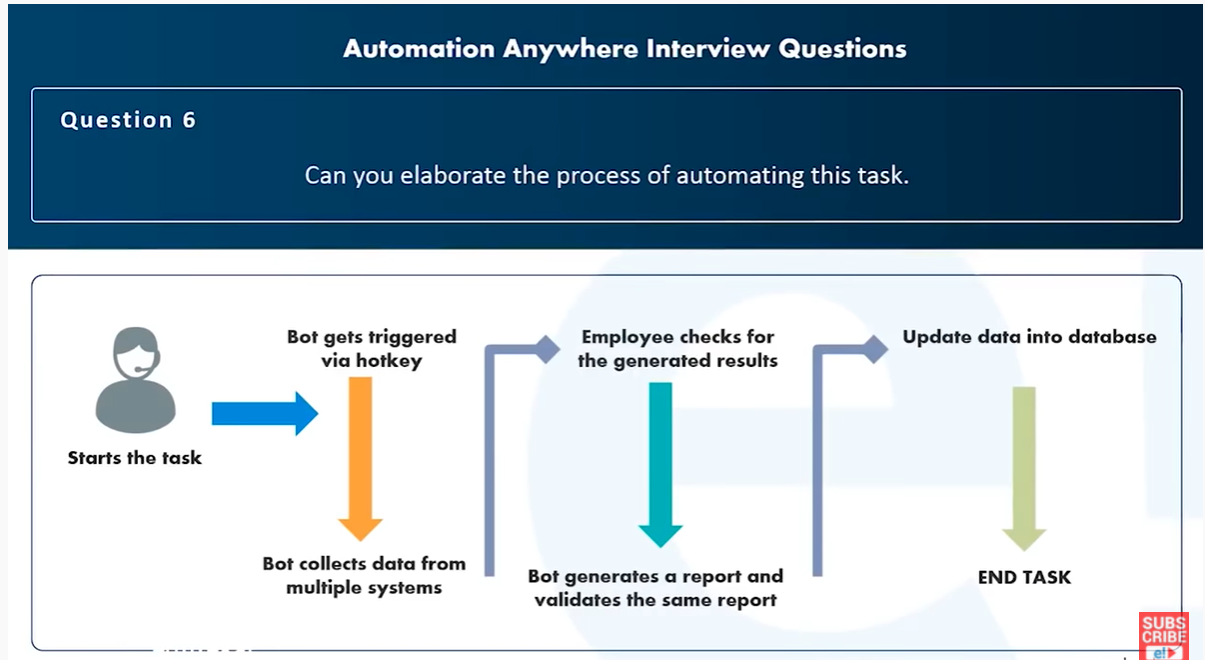 Automation Anywhere Interview Questions
Question 6
Can you elaborate the process of automating this task.
Starts the task
Bot gets triggered
via hotkey
Bot collects data from
multiple systems
Employee checks for
the generated results
Bot generates a report and
validates the same report
Update data into database
END TASK
SUBS
CRIBE